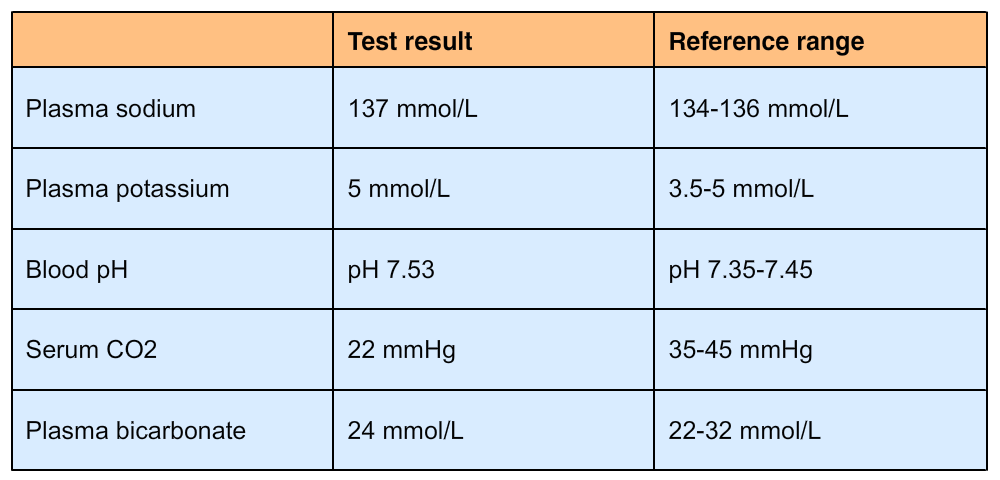 Test result Reference range
Plasma sodium 137 mmol/L 134-136 mmol/L
Plasma potassium 5 mmol/L 3.5-5 mmol/L
Blood pH pH 7.53 pH 7.35-7.45
Serum CO2 22 mmHg 35-45 mmHg
Plasma bicarbonate 24 mmol/L 22-32 mmol/L